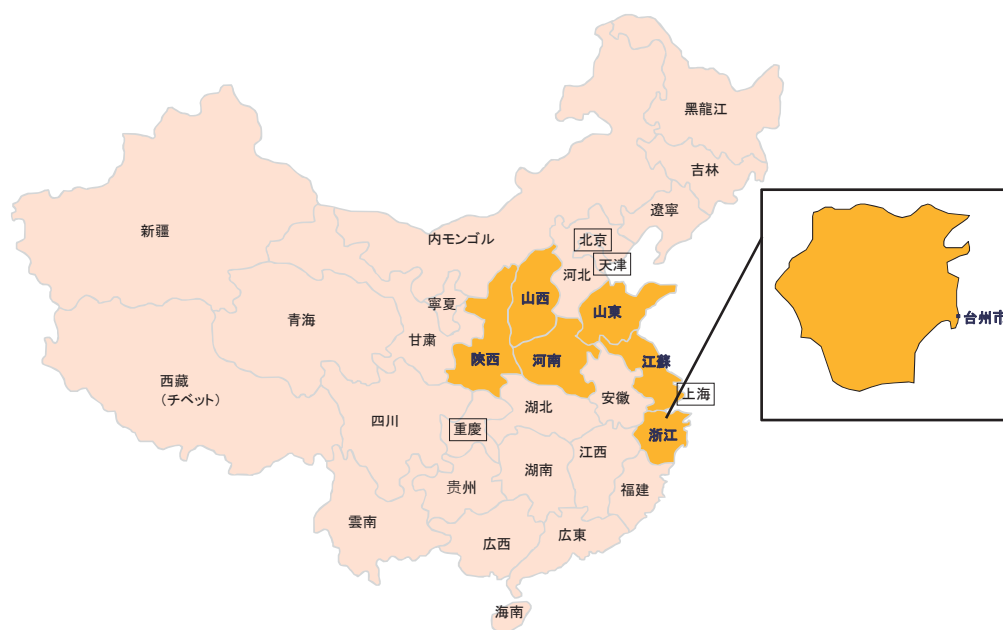 黑龍江
吉林
遼寧
新疆
内モンゴル
北京
天津
河北
寧夏
山西
青海
山東
甘粛
陝西
河南
江蘇
台州市
西藏
(チベット)
四川
湖北
安徽
上海
重慶
浙江
江西
湖南
贵州
福建
雲南
広西
広東
海南